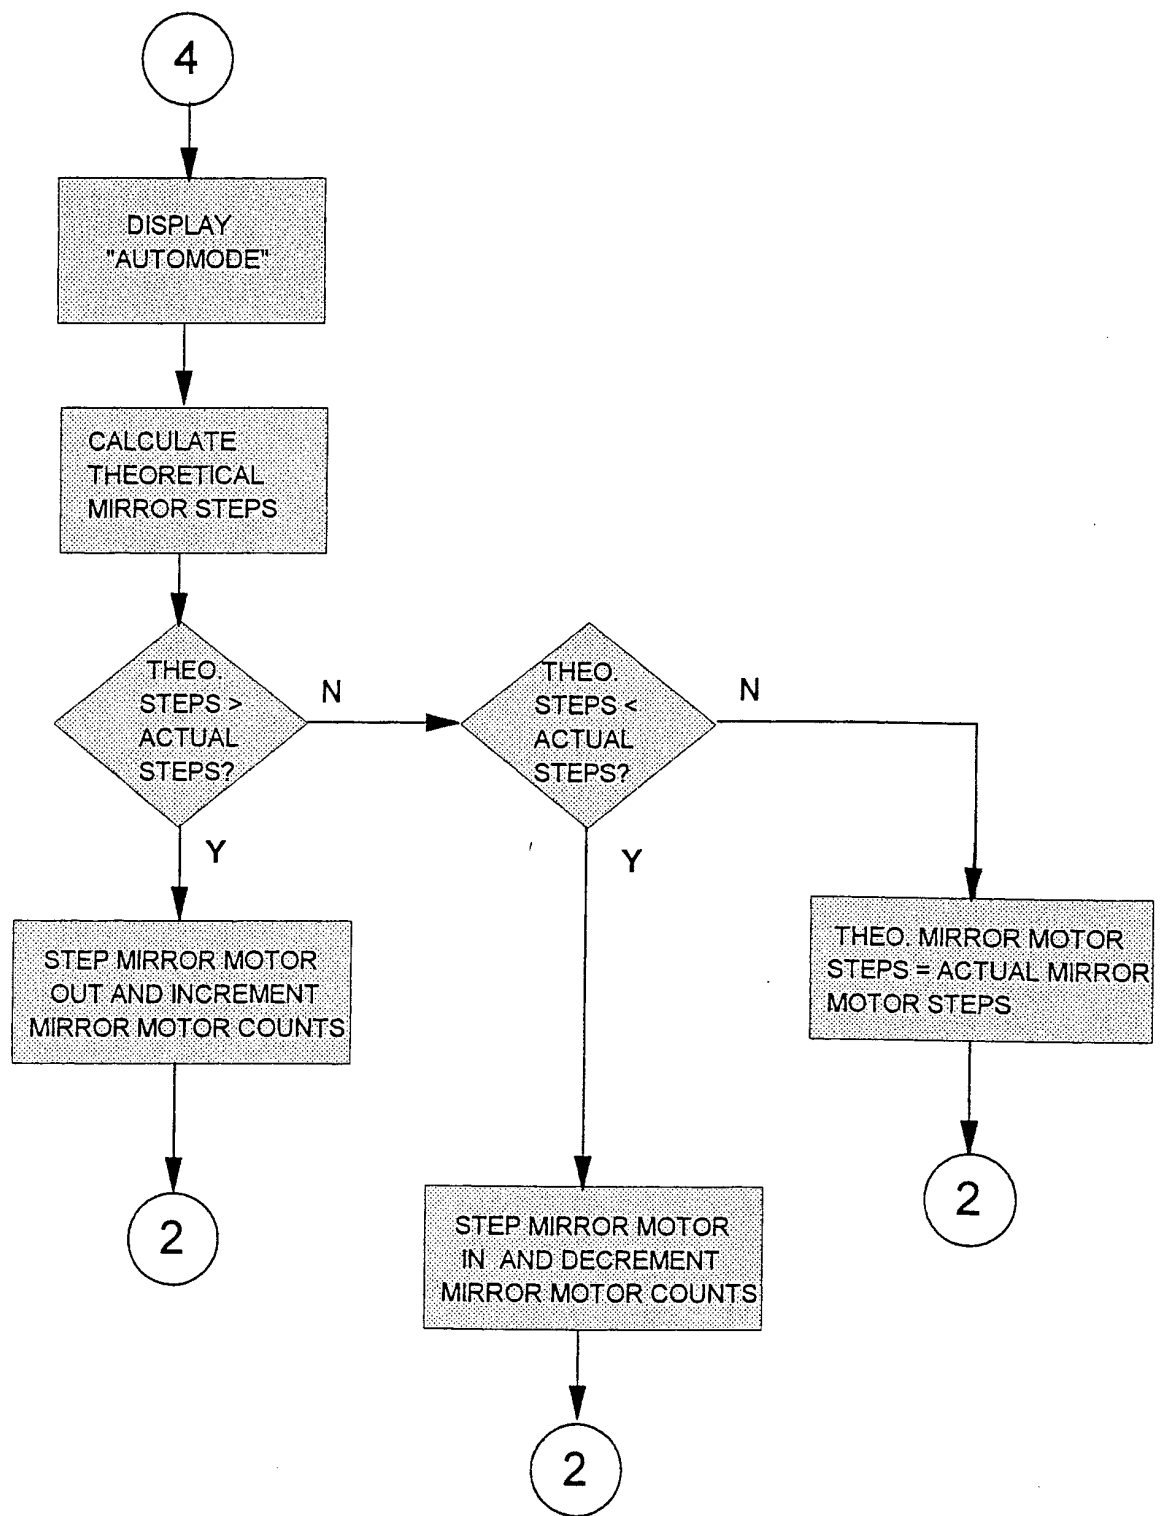 4
DISPLAY
"AUTOMODE"
CALCULATE
THEORETICAL
MIRROR STEPS
THEO.
STEPS >
ACTUAL
STEPS?
N
Y
THEO.
STEPS <
ACTUAL
STEPS?
N
Y
STEP MIRROR MOTOR
OUT AND INCREMENT
MIRROR MOTOR COUNTS
2
THEO. MIRROR MOTOR
STEPS = ACTUAL MIRROR
MOTOR STEPS
2
STEP MIRROR MOTOR
IN AND DECREMENT
MIRROR MOTOR COUNTS
2